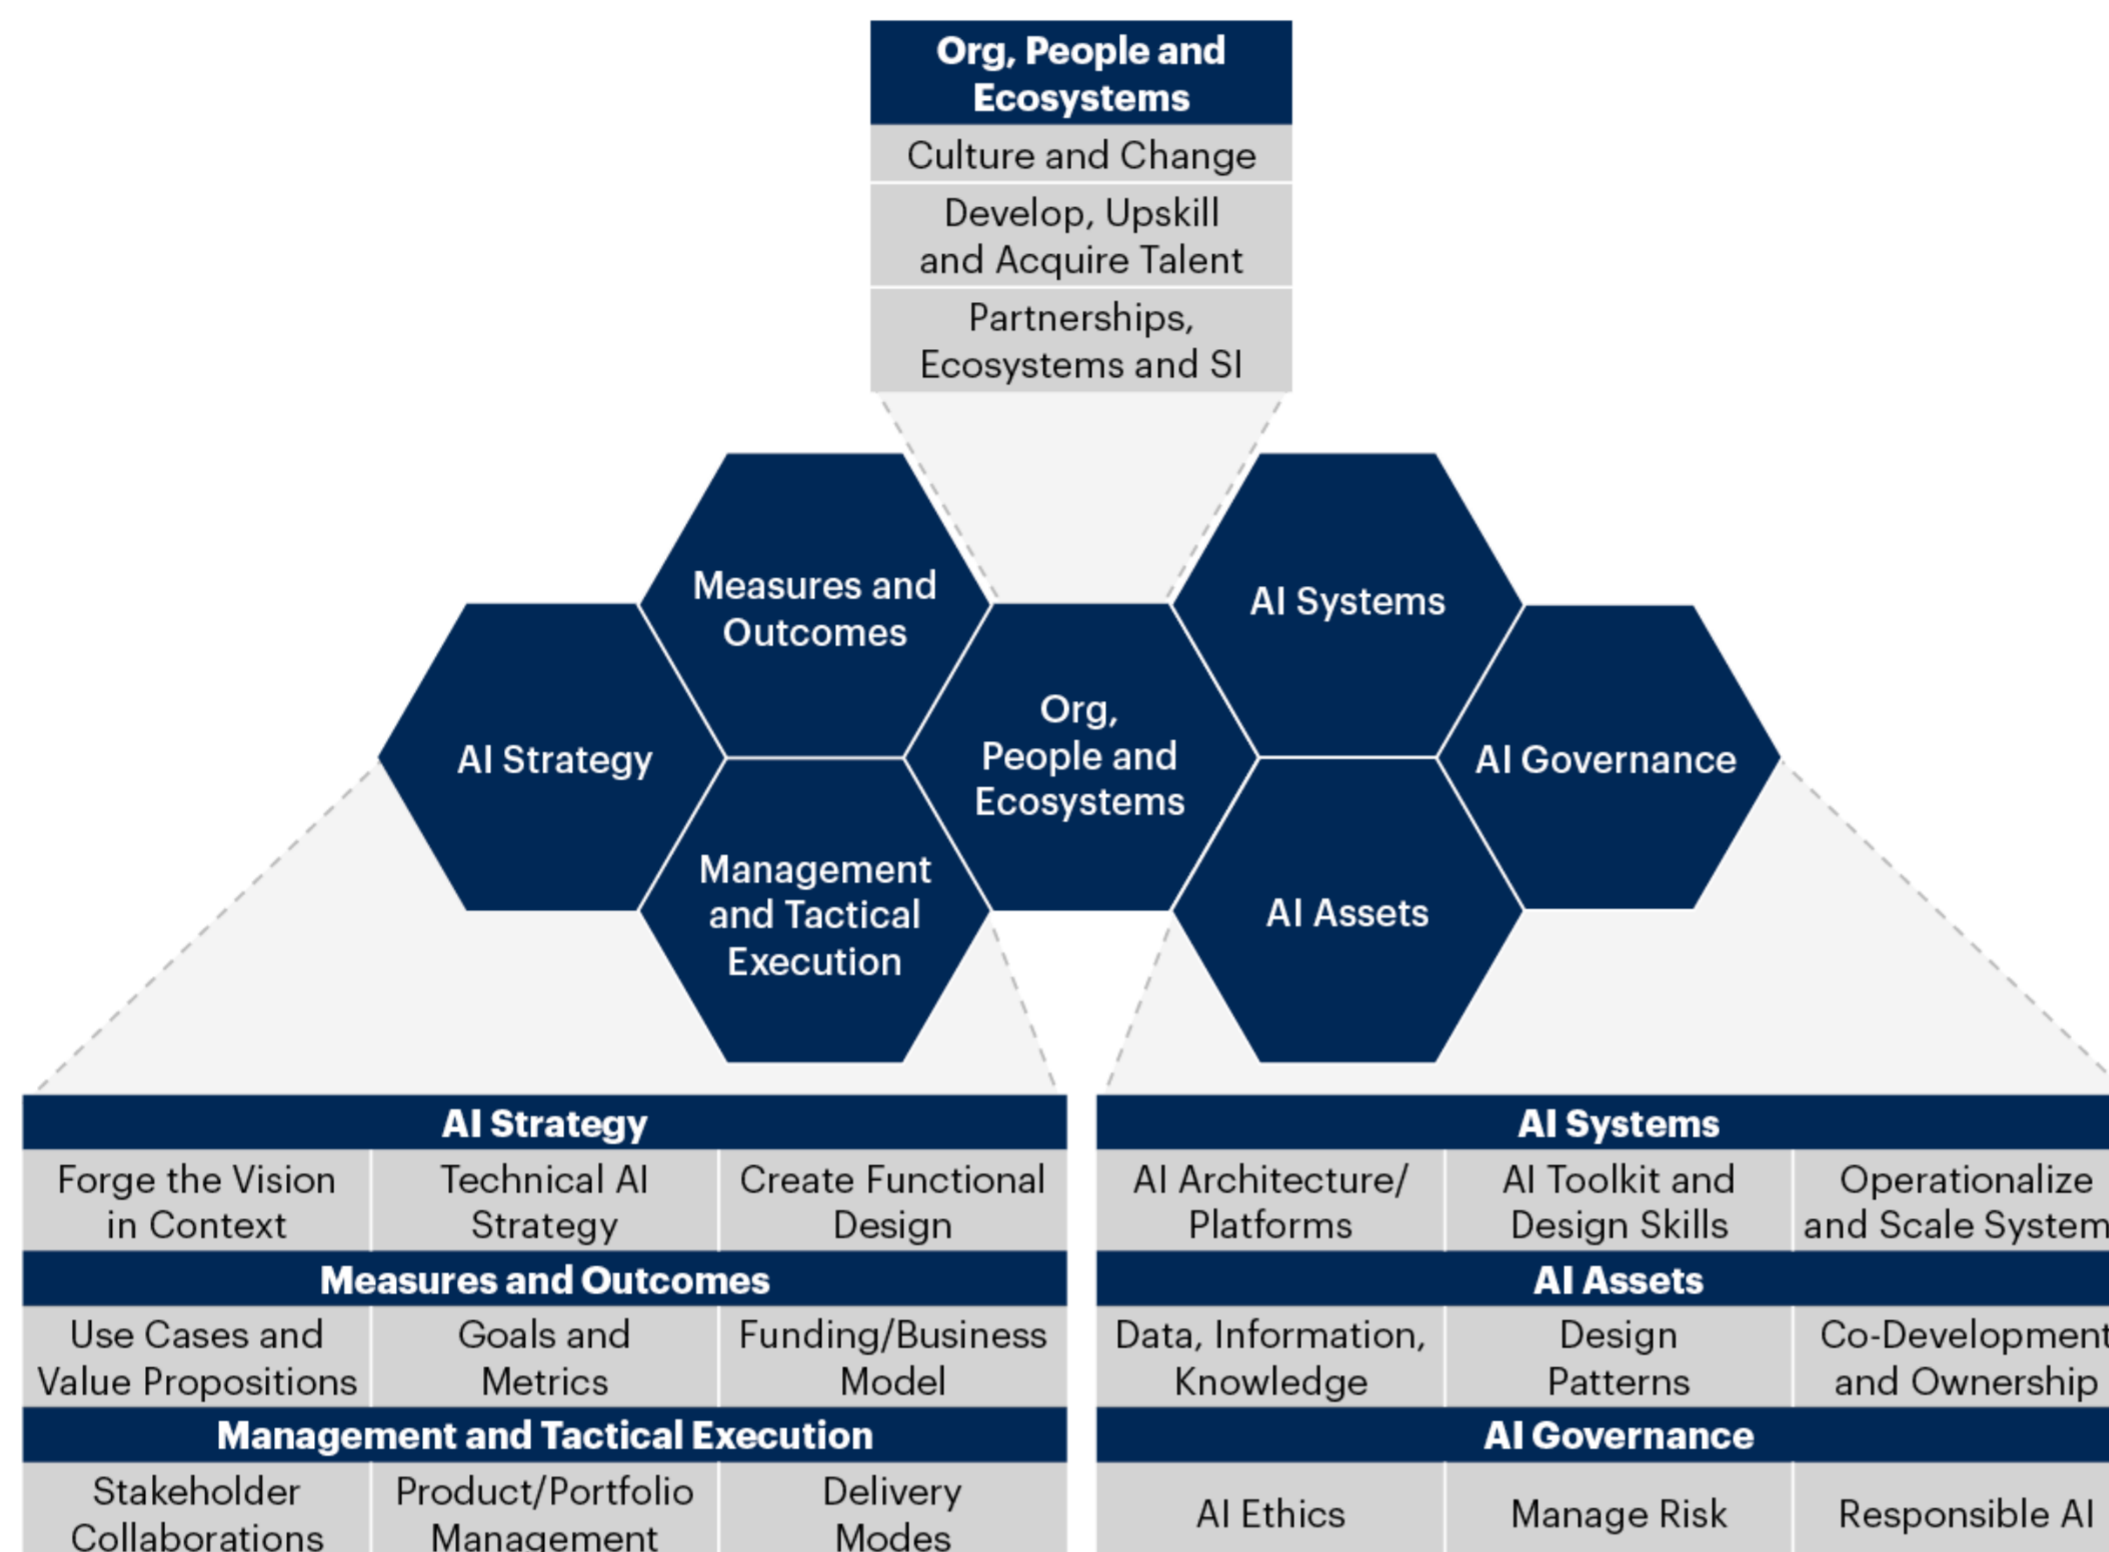 Org, People and
Ecosystems
Culture and Change
Develop, Upskill
and Acquire Talent
Partnerships,
Ecosystems and SI
Measures and
Outcomes
AI Systems
AI Strategy
Org,
People and
Ecosystems
AI Governance
Management
and Tactical
Execution
AI Assets
AI Strategy
Forge the Vision
in Context
Technical AI
Strategy
Create Functional
Design
Measures and Outcomes
Use Cases and
Value Propositions
Goals and
Metrics
Funding/Business
Model
Management and Tactical Execution
Stakeholder
Collaborations
Product/Portfolio
Management
Delivery
Modes
AI Systems
AI Architecture/
Platforms
AI Toolkit and
Design Skills
Operationalize
and Scale System
AI Assets
Data, Information,
Knowledge
Design
Patterns
Co-Development
and Ownership
AI Governance
AI Ethics
Manage Risk
Responsible AI